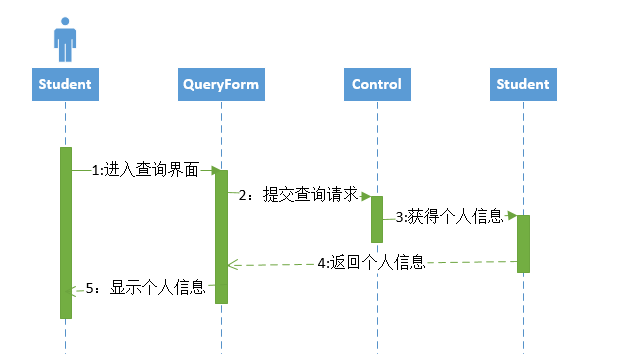 Student QueryForm Control Student
1:进入查询界面
2：提交查询请求
3:获得个人信息
4:返回个人信息
5：显示个人信息